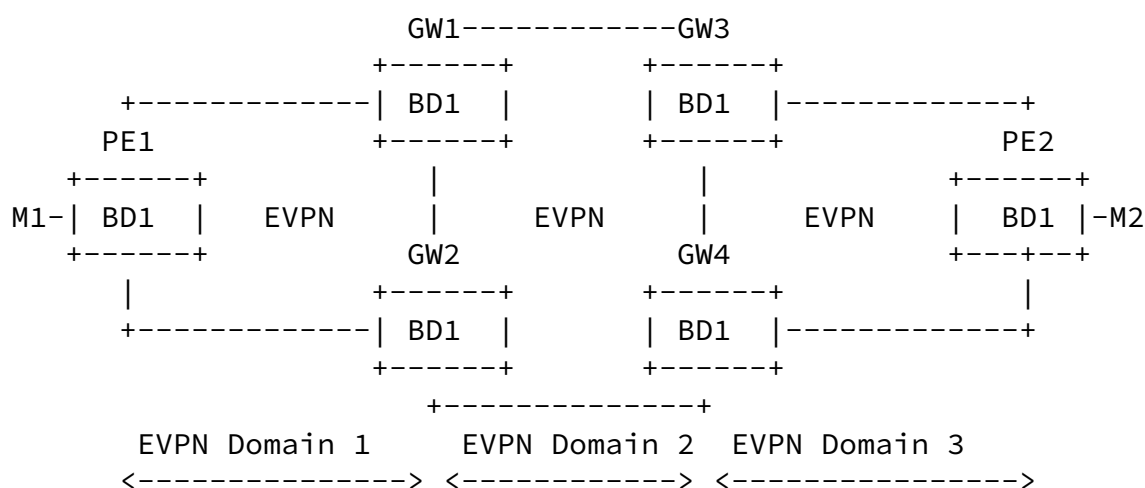 GW1------------GW3
+------+ +------+
+-------------| BD1 | | BD1 |-------------+
PE1 +------+ +------+ PE2
+------+ | | +------+
M1-| BD1 | EVPN | EVPN | EVPN | BD1 |-M2
+------+ GW2 GW4 +---+--+
| +------+ +------+ |
+-------------| BD1 | | BD1 |-------------+
+------+ +------+
+--------------+
EVPN Domain 1 EVPN Domain 2 EVPN Domain 3
<---------------> <------------> <---------------->